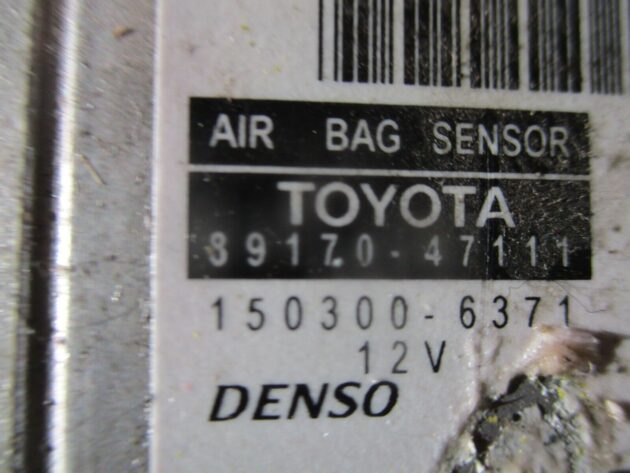 AIR BAG SENSOR
TOYOTA
89170-47111
150300-6371
12V
DENSO